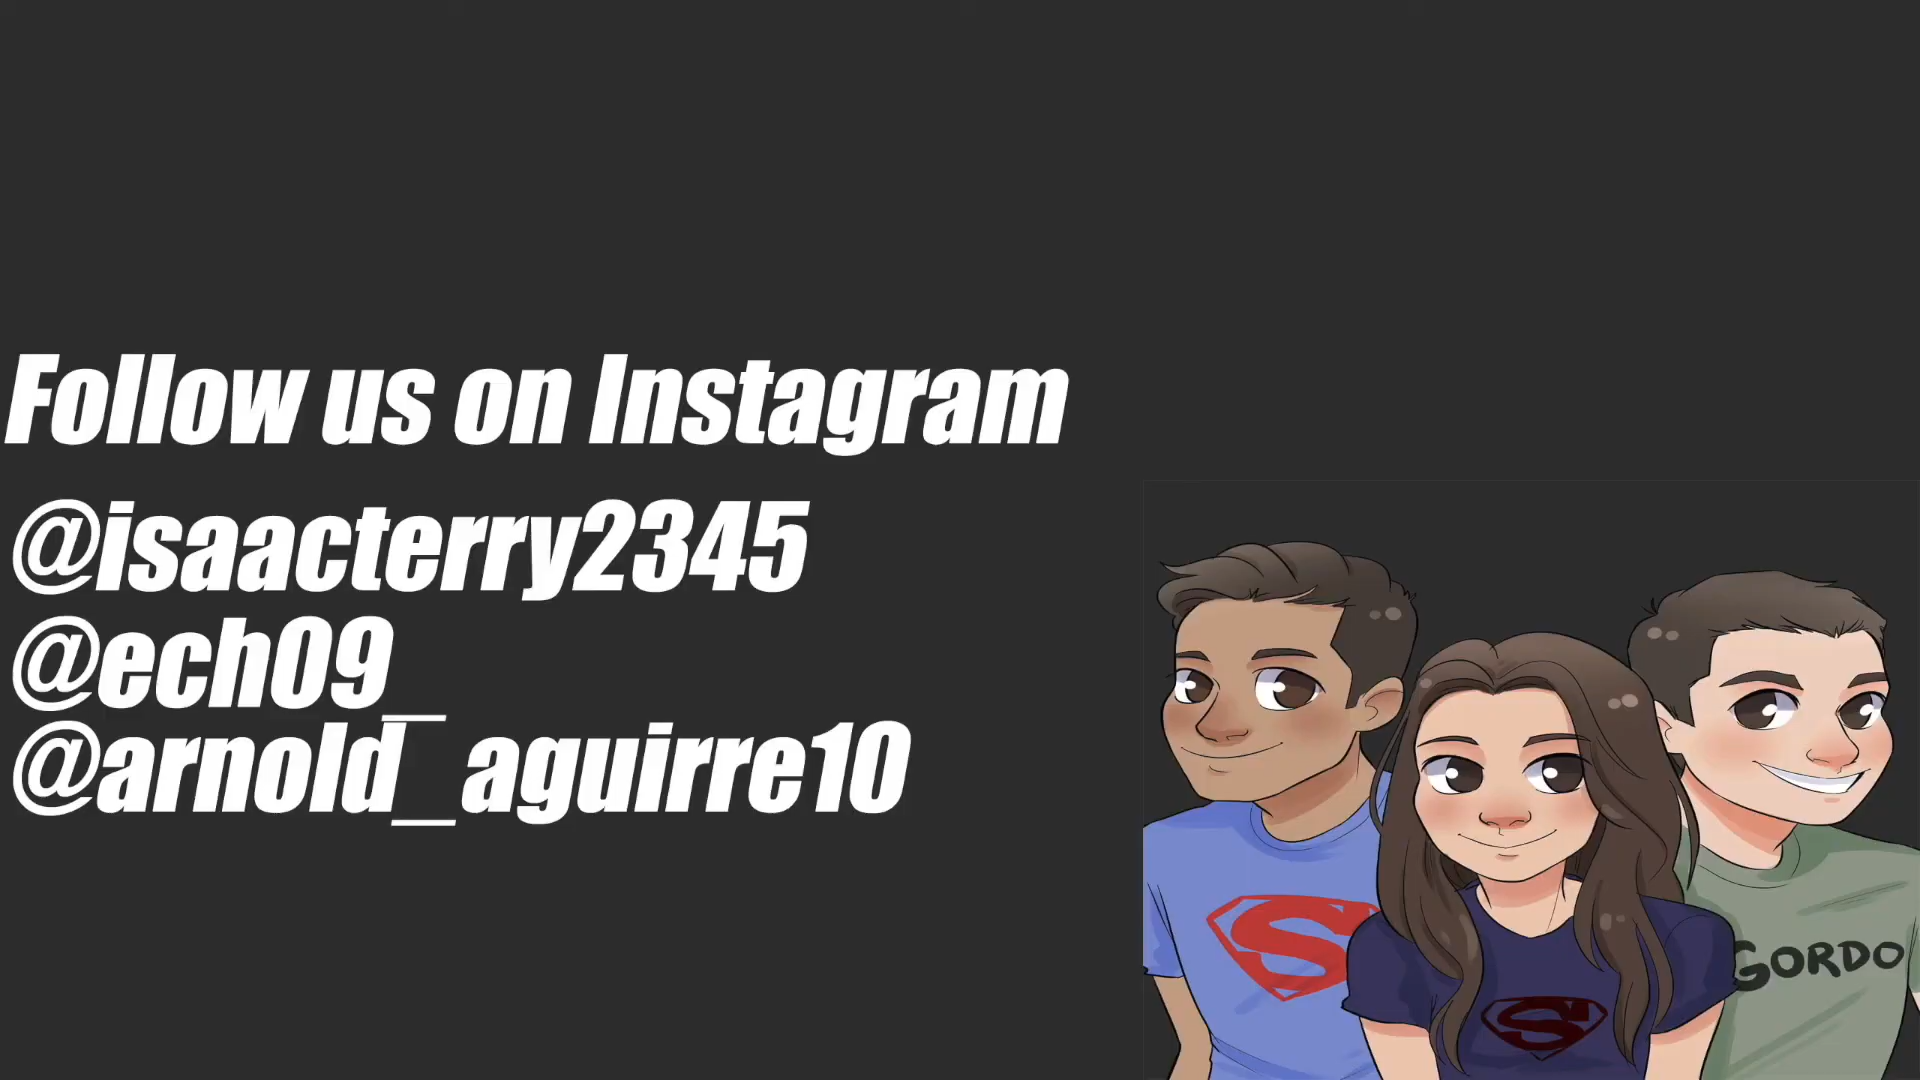 Follow us on Instagram
@isaacterry2345
@ech09_
@arnold_aguirre10
S
S
GORDO